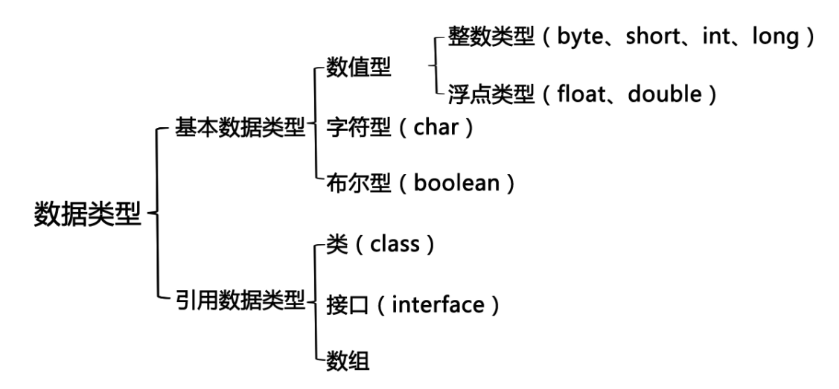 整数类型（byte、short、int、long）
数值型
浮点类型（float、double）
基本数据类型
字符型（char）
布尔型（boolean）
数据类型
类（class）
引用数据类型
接口（interface）
数组